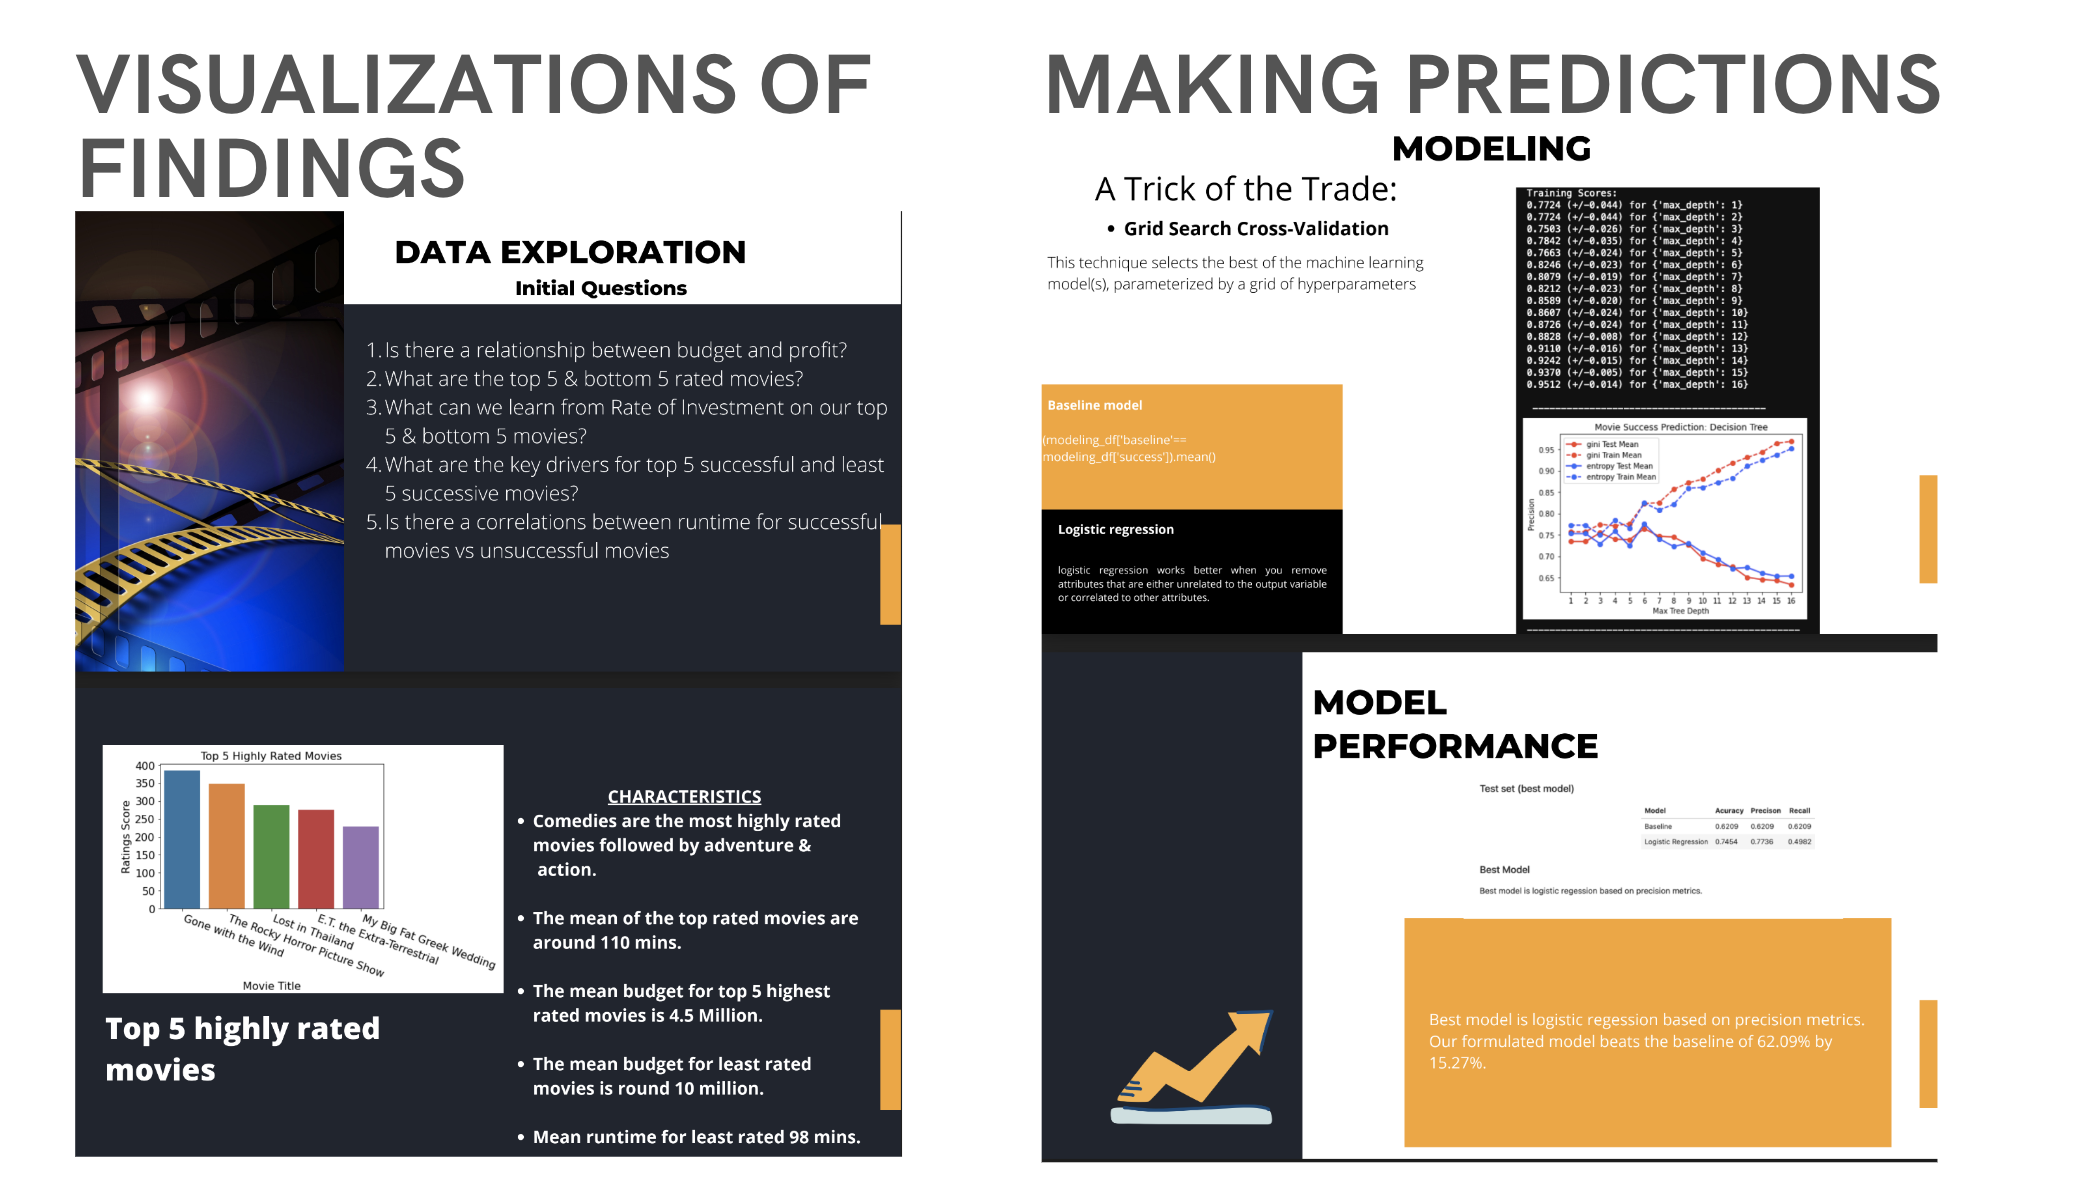 VISUALIZATIONS OF
FINDINGS
DATA EXPLORATION
Initial Questions
1. Is there a relationship between budget and profit?
2. What are the top 5 & bottom 5 rated movies?
3. What can we learn from Rate of Investment on our top
5 & bottom 5 movies?
4. What are the key drivers for top 5 successful and least
5 successive movies?
5. Is there a correlations between runtime for successful
movies vs unsuccessful movies
Top 5 Highly Rated Movies
Ratings Score
400
350
300
250
200
150
100
50
0
Gone with the Wind
The Rocky Horror Picture Show
Lost in Thailand
E.T. the Extra-Terrestrial
My Big Fat Greek Wedding
Movie Title
Top 5 highly rated
movies
CHARACTERISTICS
• Comedies are the most highly rated
movies followed by adventure &
action.
• The mean of the top rated movies are
around 110 mins.
• The mean budget for top 5 highest
rated movies is 4.5 Million.
• The mean budget for least rated
movies is round 10 million.
• Mean runtime for least rated 98 mins.
MAKING PREDICTIONS
MODELING
A Trick of the Trade:
• Grid Search Cross-Validation
This technique selects the best of the machine learning
model(s), parameterized by a grid of hyperparameters
Baseline model
(modeling_df['baseline'==
modeling_df['success']).mean()
Logistic regression
logistic regression works better when you remove
attributes that are either unrelated to the output variable
or correlated to other attributes.
Training Scores:
0.7724 (+/-0.044) for {'max_depth': 1}
0.7724 (+/-0.044) for {'max_depth': 2}
0.7503 (+/-0.026) for {'max_depth': 3}
0.7842 (+/-0.035) for {'max_depth': 4}
0.7663 (+/-0.024) for {'max_depth': 5}
0.8246 (+/-0.023) for {'max_depth': 6}
0.8079 (+/-0.019) for {'max_depth': 7}
0.8212 (+/-0.023) for {'max_depth': 8}
0.8589 (+/-0.020) for {'max_depth': 9}
0.8607 (+/-0.024) for {'max_depth': 10}
0.8726 (+/-0.024) for {'max_depth': 11}
0.8828 (+/-0.008) for {'max_depth': 12}
0.9110 (+/-0.016) for {'max_depth': 13}
0.9242 (+/-0.015) for {'max_depth': 14}
0.9370 (+/-0.005) for {'max_depth': 15}
0.9512 (+/-0.014) for {'max_depth': 16}
Movie Success Prediction: Decision Tree
gini Test Mean
gini Train Mean
entropy Test Mean
entropy Train Mean
Precision
0.95
0.90
0.85
0.80
0.75
0.70
0.65
1 2 3 4 5 6 7 8 9 10 11 12 13 14 15 16
Max Tree Depth
MODEL
PERFORMANCE
Test set (best model)
Model Acuracy Precison Recall
Baseline 0.6209 0.6209 0.6209
Logistic Regression 0.7454 0.7736 0.4982
Best Model
Best model is logistic regession based on precision metrics.
Best model is logistic regession based on precision metrics.
Our formulated model beats the baseline of 62.09% by
15.27%.